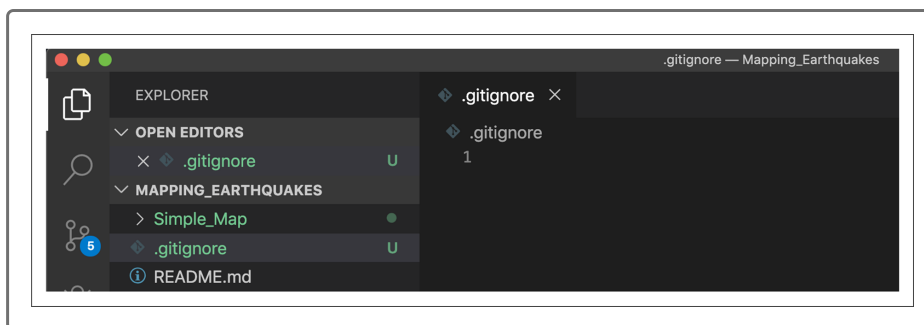 .gitignore — Mapping_Earthquakes
EXPLORER
OPEN EDITORS
.gitignore U
MAPPING_EARTHQUAKES
Simple_Map
.gitignore U
README.md
5
.gitignore
.gitignore
1